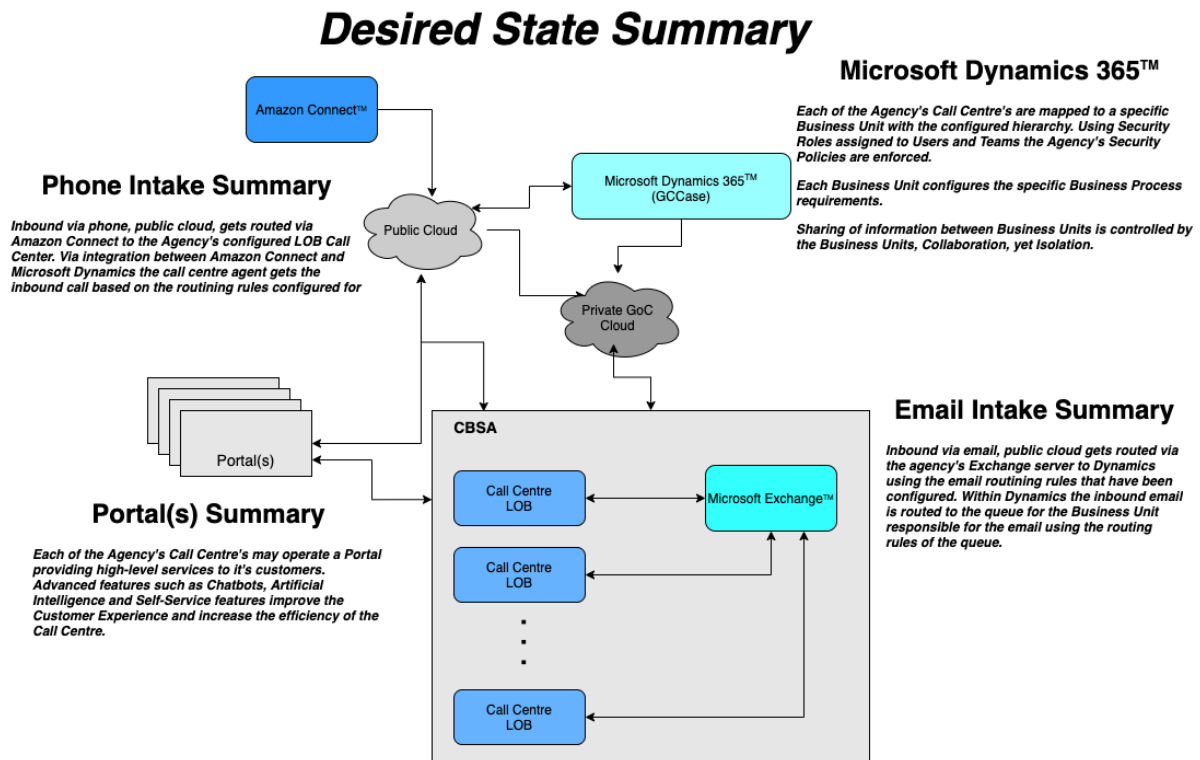 Desired State Summary
Microsoft Dynamics 365TM
Amazon ConnectTM
Each of the Agency's Call Centre's are mapped to a specific
Business Unit with the configured hierarchy. Using Security
Roles assigned to Users and Teams the Agency's Security
Policies are enforced.
Each Business Unit configures the specific Business Process
requirements.
Sharing of information between Business Units is controlled by
the Business Units, Collaboration, yet Isolation.
Microsoft Dynamics 365TM
(GCCase)
Phone Intake Summary
Inbound via phone, public cloud, gets routed via
Amazon Connect to the Agency's configured LOB Call
Center. Via integration between Amazon Connect and
Microsoft Dynamics the call centre agent gets the
inbound call based on the routining rules configured for
Public Cloud
Private GoC
Cloud
Portal(s)
Portal(s) Summary
Each of the Agency's Call Centre's may operate a Portal
providing high-level services to it's customers.
Advanced features such as Chatbots, Artificial
Intelligence and Self-Service features improve the
Customer Experience and increase the efficiency of the
Call Centre.
CBSA
Call Centre
LOB
Microsoft ExchangeTM
Call Centre
LOB
Call Centre
LOB
Email Intake Summary
Inbound via email, public cloud gets routed via
the agency's Exchange server to Dynamics
using the email routining rules that have been
configured. Within Dynamics the inbound email
is routed to the queue for the Business Unit
responsible for the email using the routing
rules of the queue.